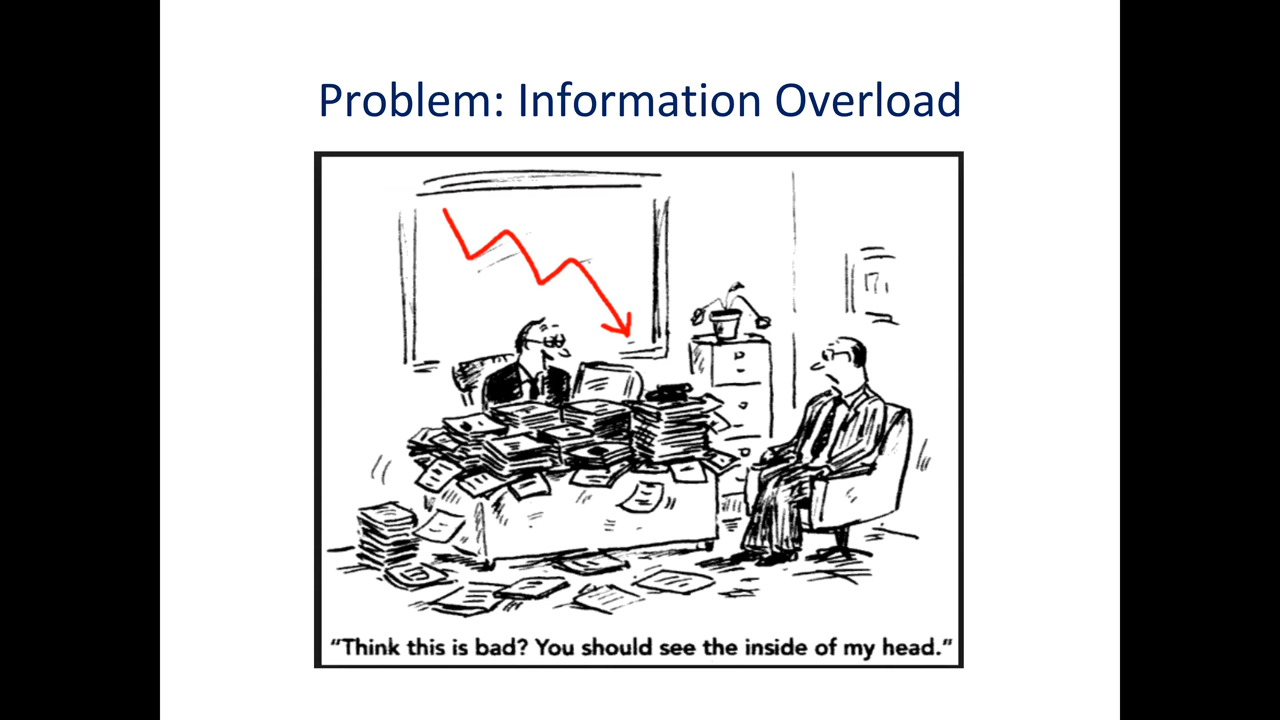 Problem: Information Overload
“Think this is bad? You should see the inside of my head.”